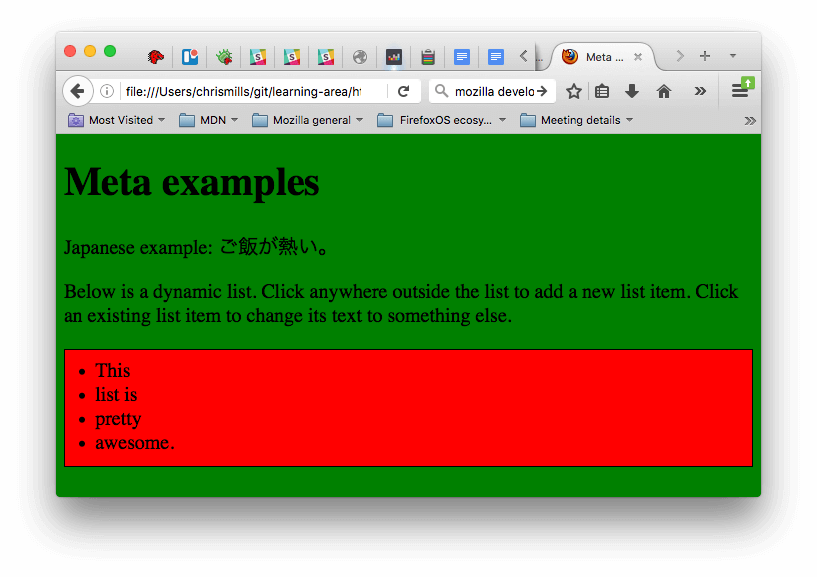 ... Meta ...
file:///Users/chrismills/git/learning-area/ht mozilla develo
Most Visited MDN Mozilla general FirefoxOS ecosy... Meeting details
Meta examples
Japanese example: ご飯が熱い。
Below is a dynamic list. Click anywhere outside the list to add a new list item. Click
an existing list item to change its text to something else.
• This
• list is
• pretty
• awesome.